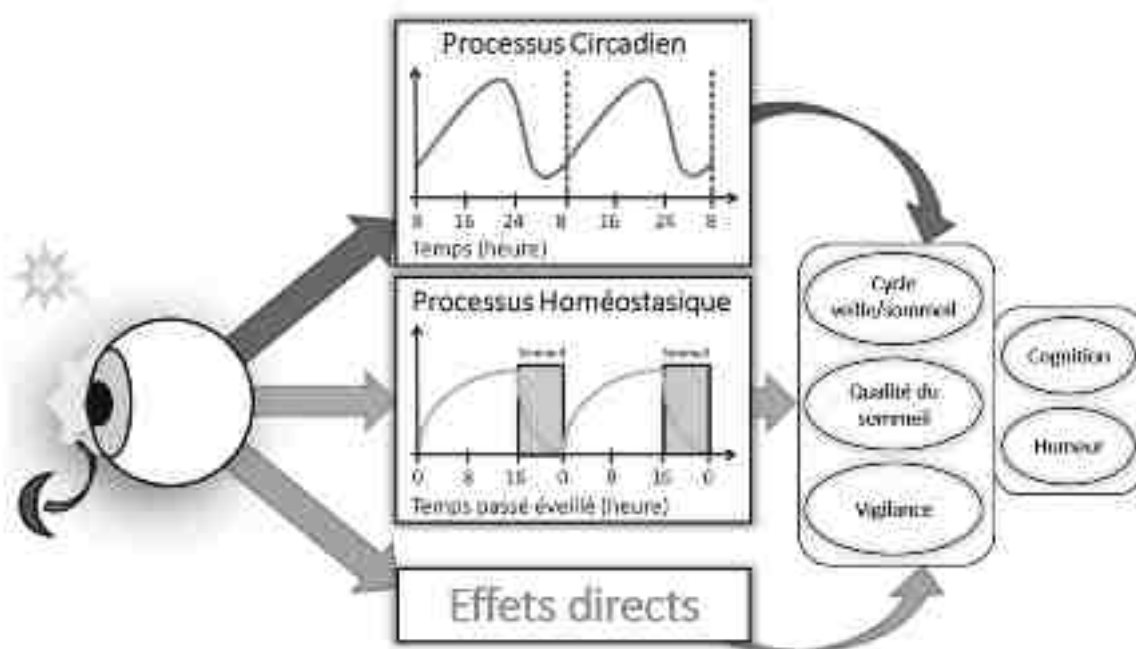 Processus Circadien
8 16 24 8 16 24 8
Temps (heure)
Processus Homéostasique
Sommeil Sommeil
0 8 16 0 8 16 0
Temps passé éveillé (heure)
Effets directs
Cycle
veille/sommeil
Qualité du
sommeil
Vigilance
Cognition
Humeur